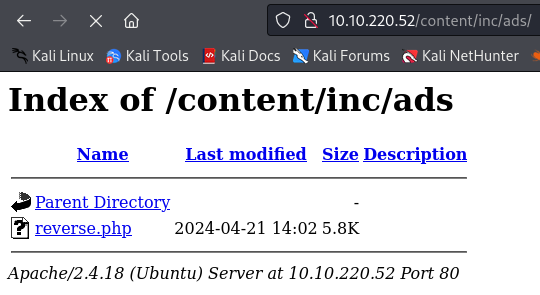 10.10.220.52/content/inc/ads/
Kali Linux Kali Tools Kali Docs Kali Forums Kali NetHunter
Index of /content/inc/ads
Name Last modified Size Description
Parent Directory -
reverse.php 2024-04-21 14:02 5.8K
Apache/2.4.18 (Ubuntu) Server at 10.10.220.52 Port 80